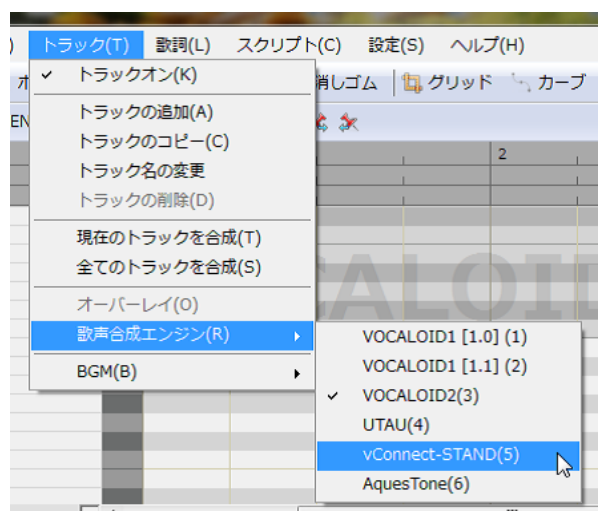 ) トラック(T) 歌詞(L) スクリプト(C) 設定(S) ヘルプ(H)
✓ トラックオン(K)
消しゴム グリッド カーブ
トラックの追加(A)
EN
トラックのコピー(C)
トラック名の変更
2
トラックの削除(D)
現在のトラックを合成(T)
全てのトラックを合成(S)
オーバーレイ(O)
VOCALOID
歌声合成エンジン(R)
VOCALOID1 [1.0] (1)
VOCALOID1 [1.1] (2)
BGM(B)
✓ VOCALOID2(3)
UTAU(4)
vConnect-STAND(5)
AquesTone(6)